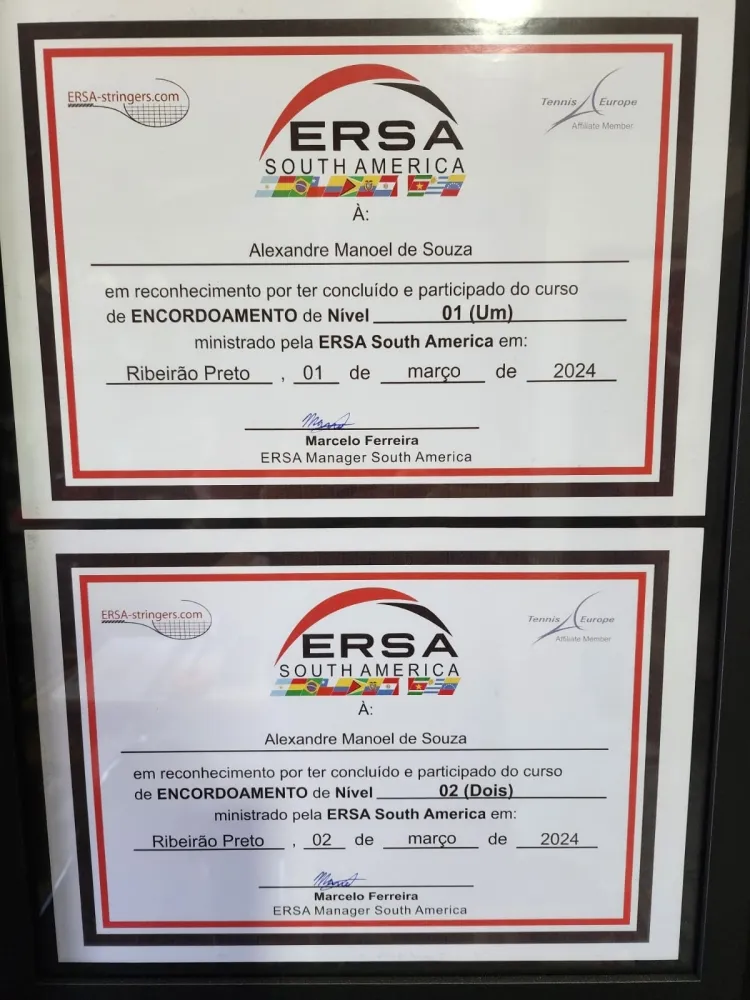 ERSA-stringers.com
Tennis Europe
Affiliate Member
ERSA
SOUTH AMERICA
À:
Alexandre Manoel de Souza
em reconhecimento por ter concluído e participado do curso
de ENCORDOAMENTO de Nível 01 (Um)
ministrado pela ERSA South America em:
Ribeirão Preto , 01 de março de 2024
Marcelo Ferreira
ERSA Manager South America
ERSA-stringers.com
Tennis Europe
Affiliate Member
ERSA
SOUTH AMERICA
À:
Alexandre Manoel de Souza
em reconhecimento por ter concluído e participado do curso
de ENCORDOAMENTO de Nível 02 (Dois)
ministrado pela ERSA South America em:
Ribeirão Preto , 02 de março de 2024
Marcelo Ferreira
ERSA Manager South America